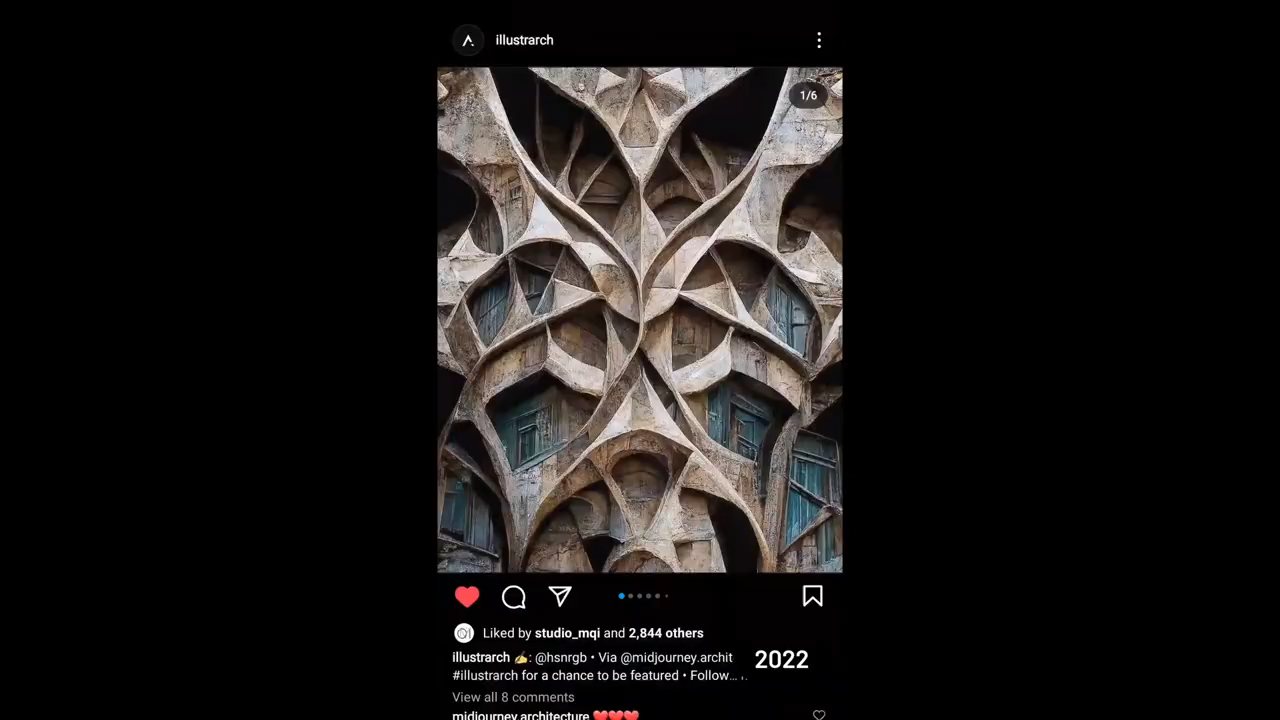 illustrarch
1/6
Liked by studio_mqi and 2,844 others
illustrarch ✍️: @hsnrgb • Via @midjourney.archit
2022
#illustrarch for a chance to be featured • Follow...
View all 8 comments
midjourney.architecture ❤️❤️❤️